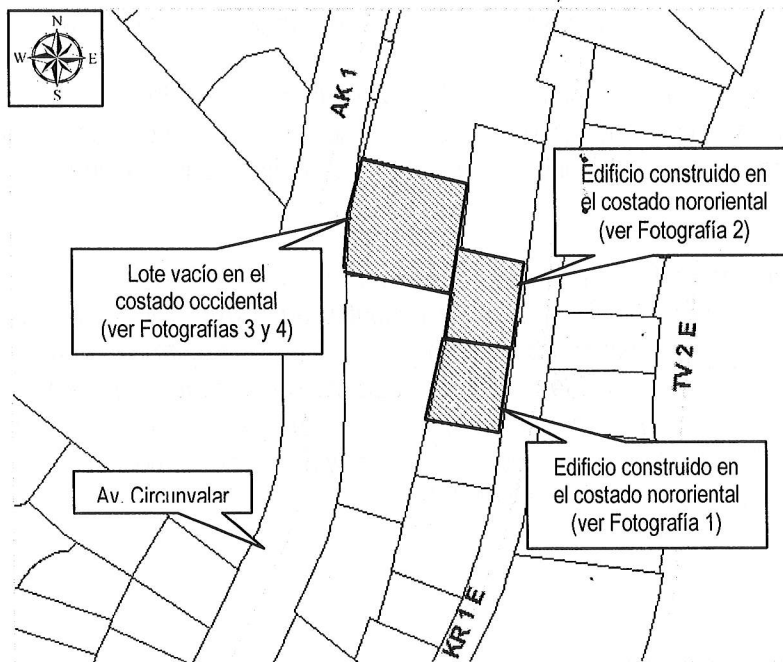 N
W E
S
AK 1
Edificio construido en
el costado nororiental
(ver Fotografía 2)
Lote vacío en el
costado occidental
(ver Fotografías 3 y 4)
TV 2 E
Edificio construido en
el costado nororiental
(ver Fotografía 1)
Av. Circunvalar
KR 1 E